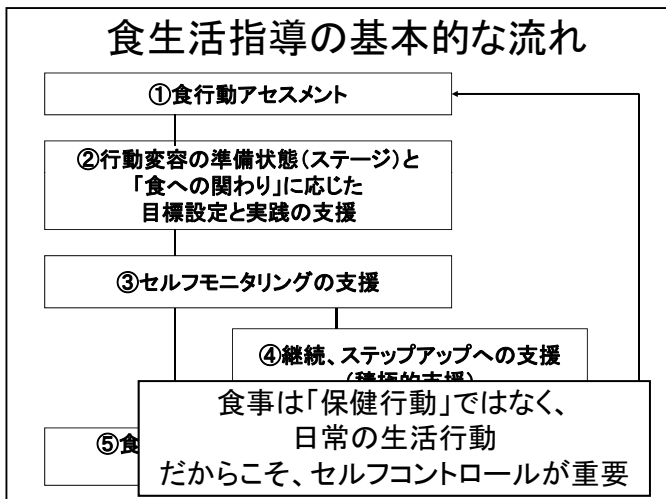 食生活指導の基本的な流れ
①食行動アセスメント
②行動変容の準備状態(ステージ)と
「食への関わり」に応じた
目標設定と実践の支援
③セルフモニタリングの支援
④継続、ステップアップへの支援
(積極的支援)
⑤食
食事は「保健行動」ではなく、
日常の生活行動
だからこそ、セルフコントロールが重要